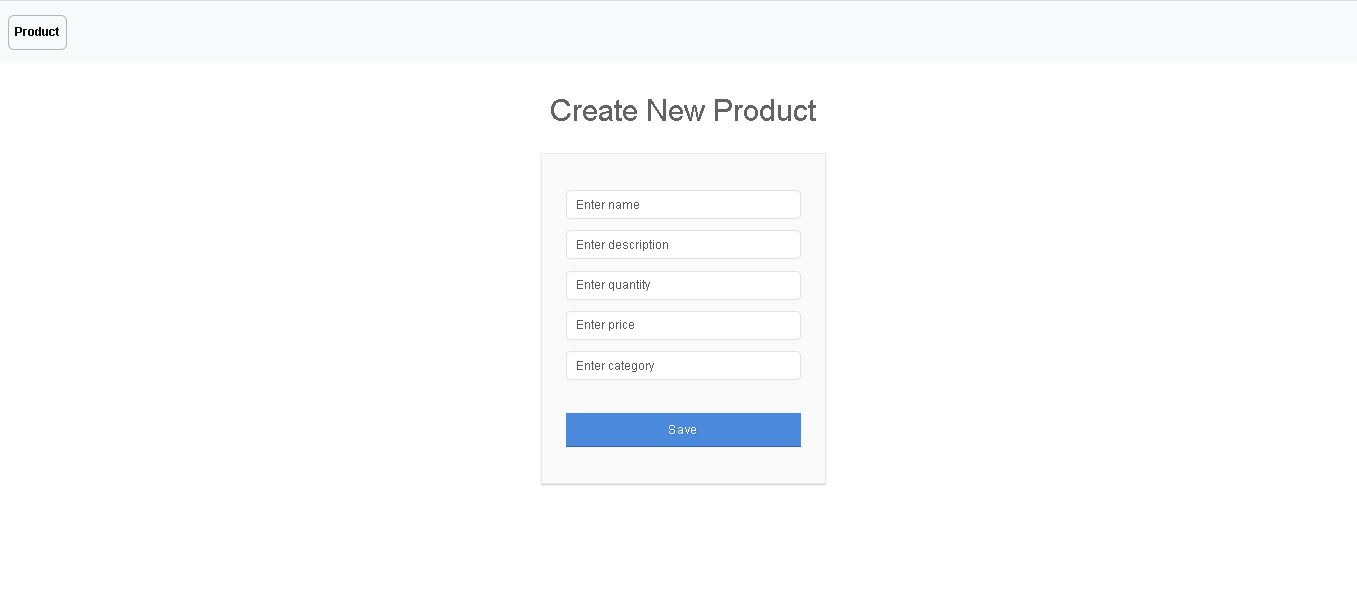 Product
Create New Product
Enter name
Enter description
Enter quantity
Enter price
Enter category
Save